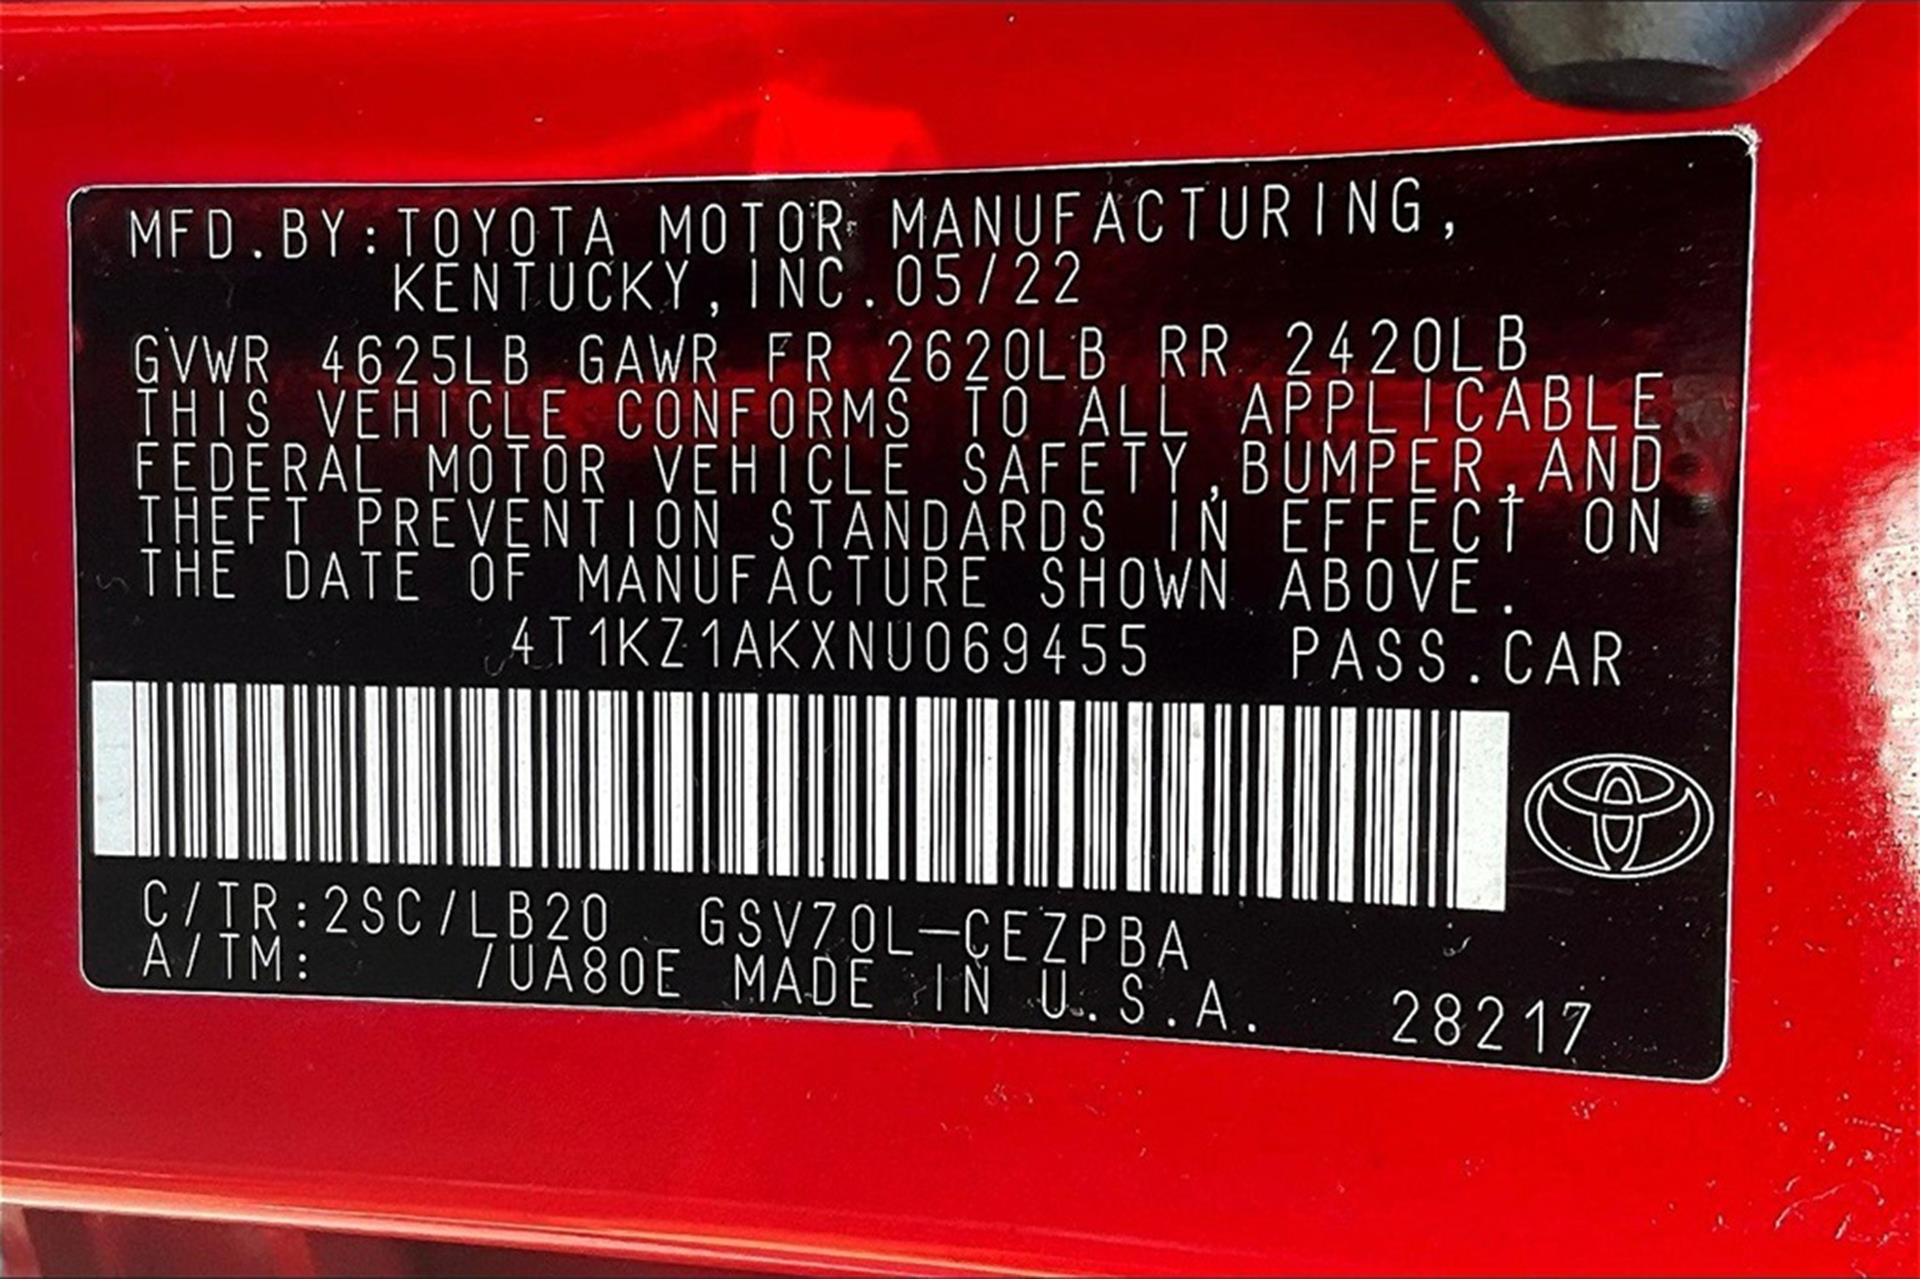 MFD.BY:TOYOTA MOTOR MANUFACTURING,
KENTUCKY,INC.05/22
GVWR 4625LB GAWR FR 2620LB RR 2420LB
THIS VEHICLE CONFORMS TO ALL APPLICABLE
FEDERAL MOTOR VEHICLE SAFETY,BUMPER,AND
THEFT PREVENTION STANDARDS IN EFFECT ON
THE DATE OF MANUFACTURE SHOWN ABOVE.
4T1KZ1AKXNU069455 PASS.CAR
C/TR:2SC/LB20 GSV70L-CEZPBA
A/TM: /UA80E MADE IN U.S.A. 28217